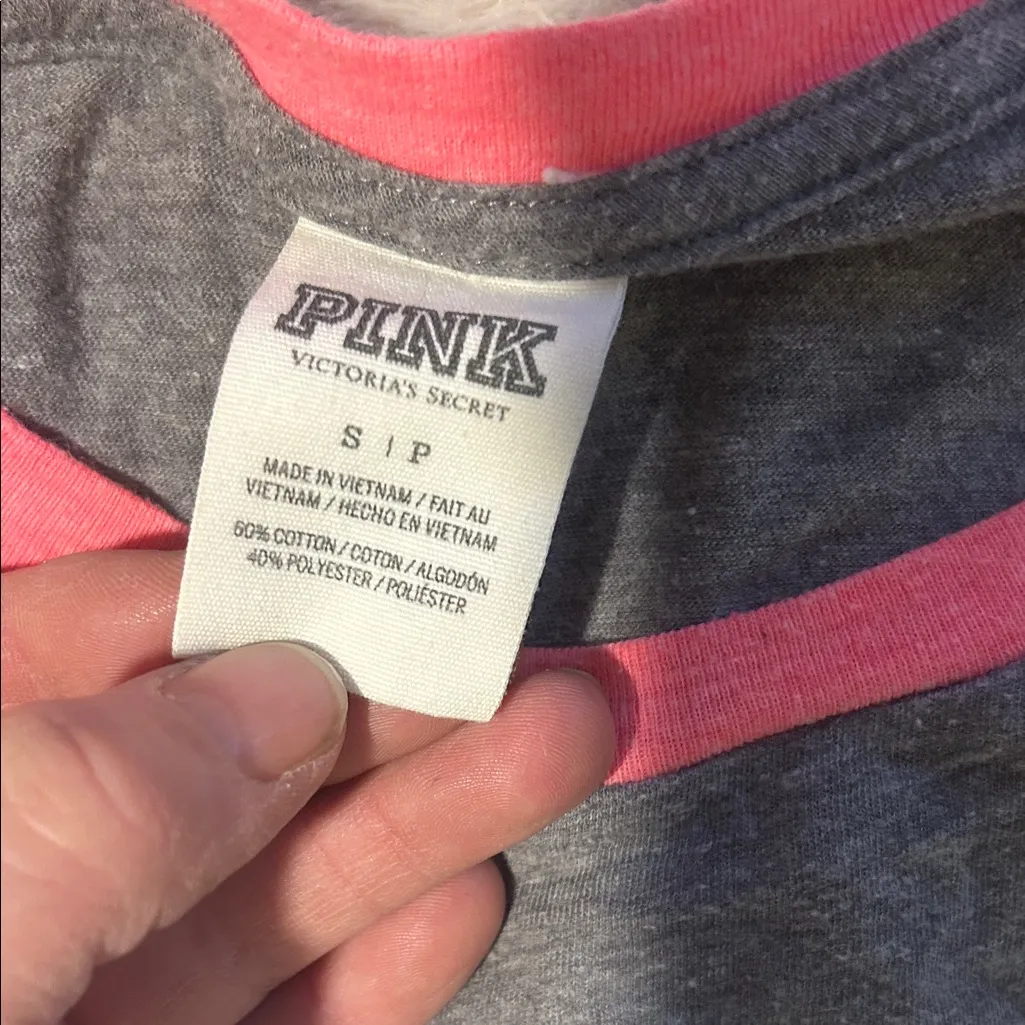 PINK
VICTORIA'S SECRET
S | P
MADE IN VIETNAM / FAIT AU
VIETNAM / HECHO EN VIETNAM
60% COTTON / COTON / ALGODÓN
40% POLYESTER / POLIÉSTER